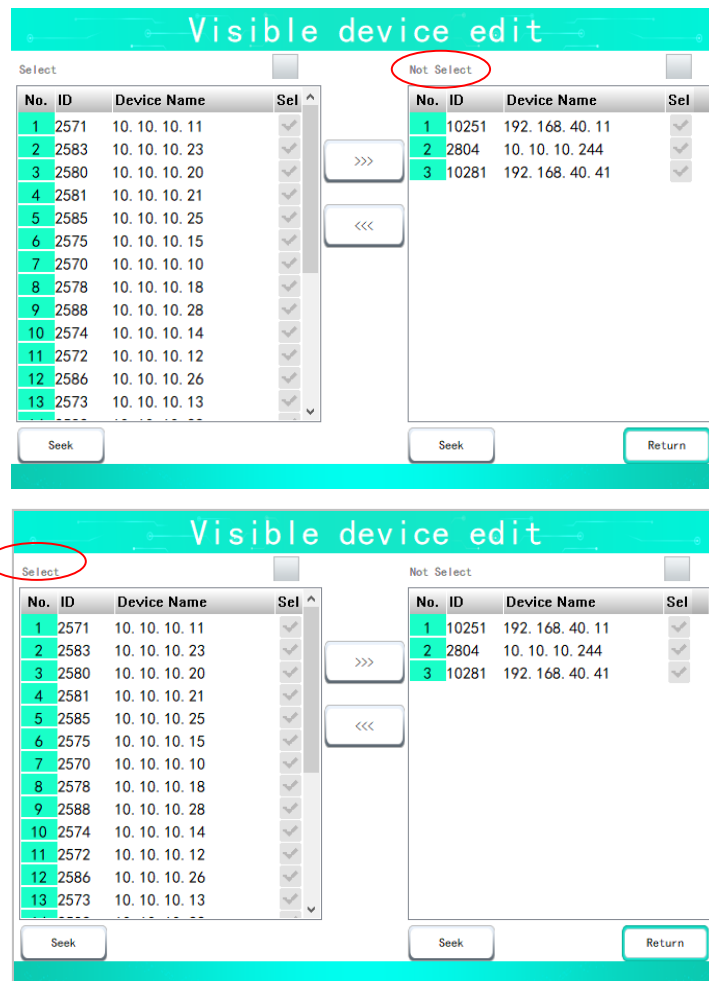 Visible device edit
Select Not Select
No. ID Device Name Sel No. ID Device Name Sel
1 2571 10. 10. 10. 11 1 10251 192. 168. 40. 11
2 2583 10. 10. 10. 23 2 2804 10. 10. 10. 244
>>>
3 2580 10. 10. 10. 20 3 10281 192. 168. 40. 41
4 2581 10. 10. 10. 21
5 2585 10. 10. 10. 25
<<<
6 2575 10. 10. 10. 15
7 2570 10. 10. 10. 10
8 2578 10. 10. 10. 18
9 2588 10. 10. 10. 28
10 2574 10. 10. 10. 14
11 2572 10. 10. 10. 12
12 2586 10. 10. 10. 26
13 2573 10. 10. 10. 13
Seek Seek Return
Visible device edit
Select Not Select
No. ID Device Name Sel No. ID Device Name Sel
1 2571 10. 10. 10. 11 1 10251 192. 168. 40. 11
2 2583 10. 10. 10. 23 2 2804 10. 10. 10. 244
>>>
3 2580 10. 10. 10. 20 3 10281 192. 168. 40. 41
4 2581 10. 10. 10. 21
5 2585 10. 10. 10. 25
<<<
6 2575 10. 10. 10. 15
7 2570 10. 10. 10. 10
8 2578 10. 10. 10. 18
9 2588 10. 10. 10. 28
10 2574 10. 10. 10. 14
11 2572 10. 10. 10. 12
12 2586 10. 10. 10. 26
13 2573 10. 10. 10. 13
Seek Seek Return